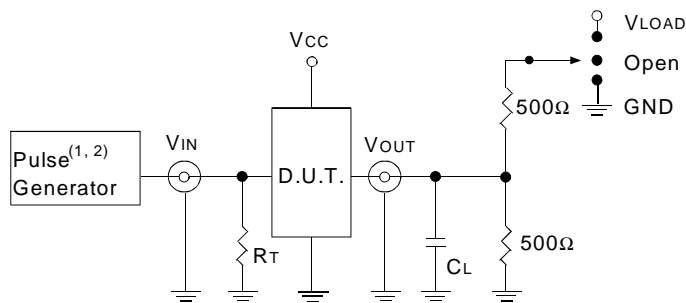 VLOAD
VCC
Open
500Ω
GND
VIN
VOUT
Pulse(1, 2)
Generator
D.U.T.
RT
CL
500Ω